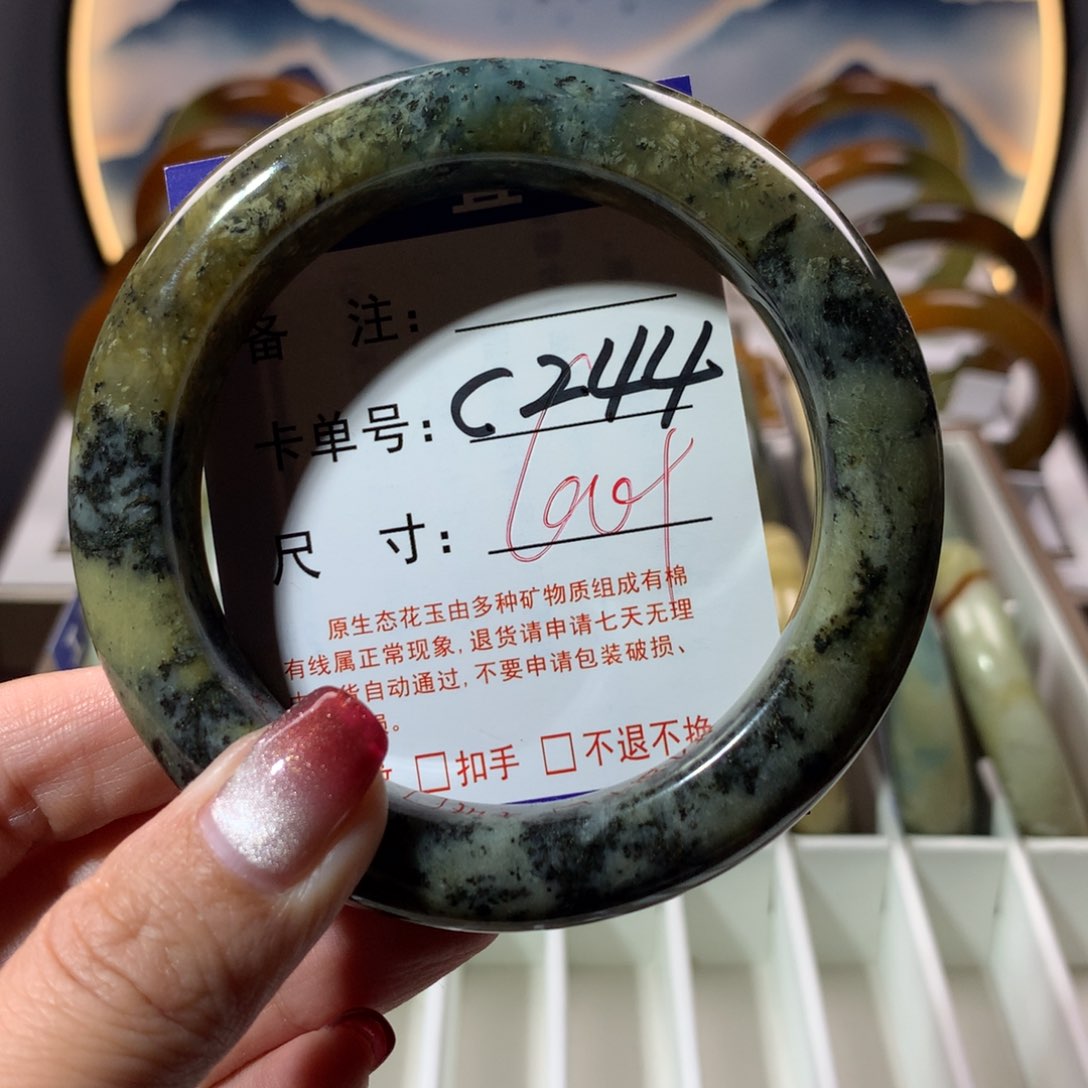 备 注：
卡单号：C244
尺 寸：
原生态花玉由多种矿物质组成有棉
有线属正常现象，退货请申请七天无理
货自动通过，不要申请包装破损、
。
□扣手 □不退不换